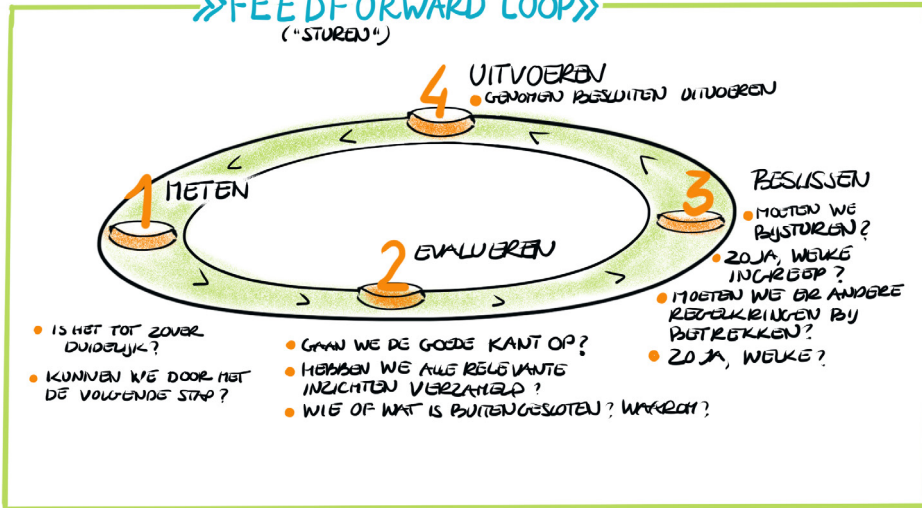 »FEEDFORWARD LOOP»
("STUREN")
4 UITVOEREN
• GENOMEN BESLUITEN UITVOEREN
1 METEN
3 BESLISSEN
• MOETEN WE
BIJSTUREN?
• ZO JA, WELKE
INGREEP?
• MOETEN WE ER ANDERE
REGELKRINGEN BIJ
BETREKKEN?
• ZO JA, WELKE?
2 EVALUEREN
• IS HET TOT ZOVER
DUIDELIJK?
• KUNNEN WE DOOR MET
DE VOLGENDE STAP?
• GAAN WE DE GOEDE KANT OP?
• HEBBEN WE ALLE RELEVANTE
INZICHTEN VERZAMELD?
• WIE OF WAT IS BUITENGESLOTEN? WAAROM?